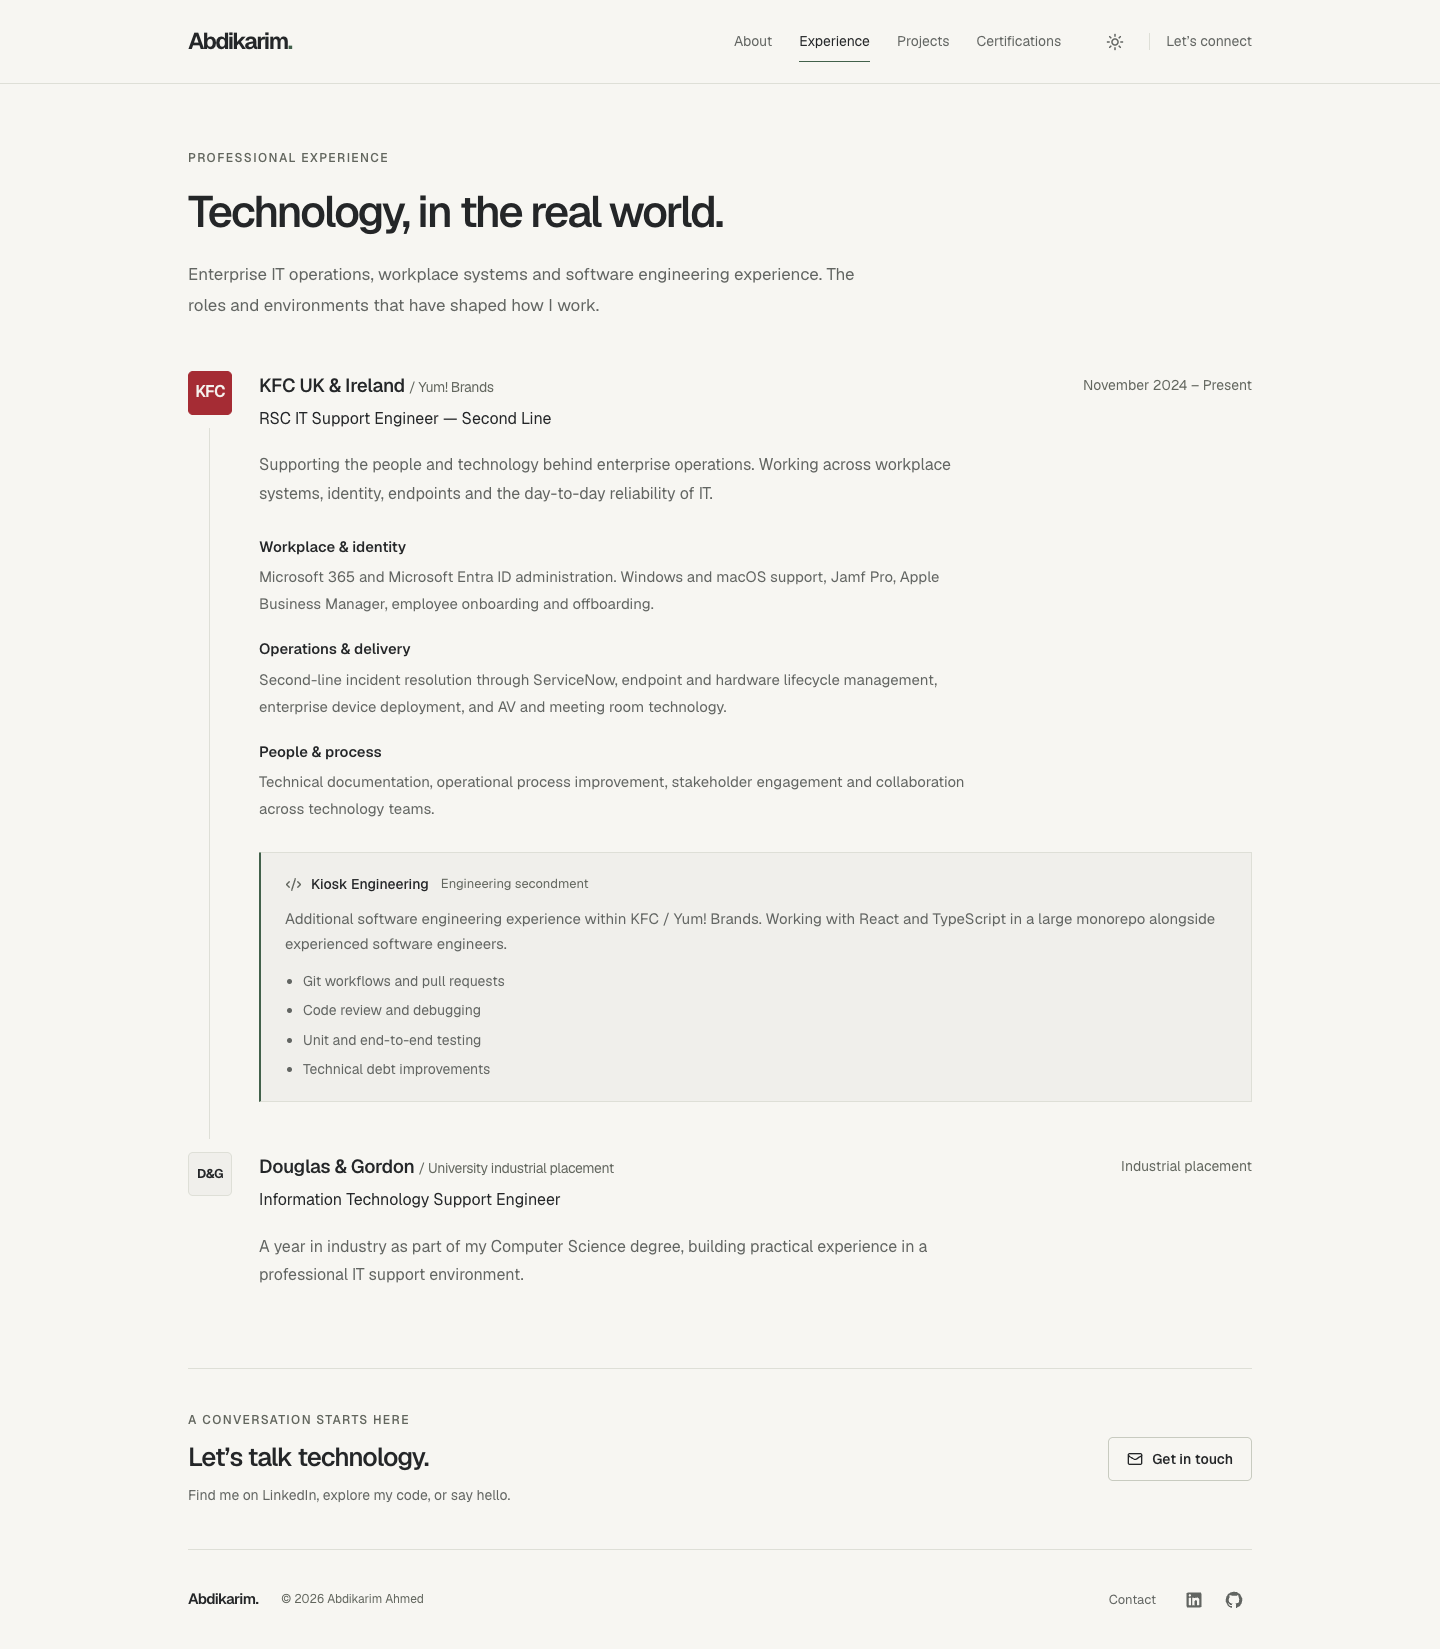 Abdikarim.
About Experience Projects Certifications Let’s connect
PROFESSIONAL EXPERIENCE
Technology, in the real world.
Enterprise IT operations, workplace systems and software engineering experience. The
roles and environments that have shaped how I work.
KFC
KFC UK & Ireland / Yum! Brands
November 2024 – Present
RSC IT Support Engineer — Second Line
Supporting the people and technology behind enterprise operations. Working across workplace
systems, identity, endpoints and the day-to-day reliability of IT.
Workplace & identity
Microsoft 365 and Microsoft Entra ID administration. Windows and macOS support, Jamf Pro, Apple
Business Manager, employee onboarding and offboarding.
Operations & delivery
Second-line incident resolution through ServiceNow, endpoint and hardware lifecycle management,
enterprise device deployment, and AV and meeting room technology.
People & process
Technical documentation, operational process improvement, stakeholder engagement and collaboration
across technology teams.
Kiosk Engineering Engineering secondment
Additional software engineering experience within KFC / Yum! Brands. Working with React and TypeScript in a large monorepo alongside
experienced software engineers.
• Git workflows and pull requests
• Code review and debugging
• Unit and end-to-end testing
• Technical debt improvements
D&G
Douglas & Gordon / University industrial placement
Industrial placement
Information Technology Support Engineer
A year in industry as part of my Computer Science degree, building practical experience in a
professional IT support environment.
A CONVERSATION STARTS HERE
Let’s talk technology.
Find me on LinkedIn, explore my code, or say hello.
Get in touch
Abdikarim. © 2026 Abdikarim Ahmed
Contact